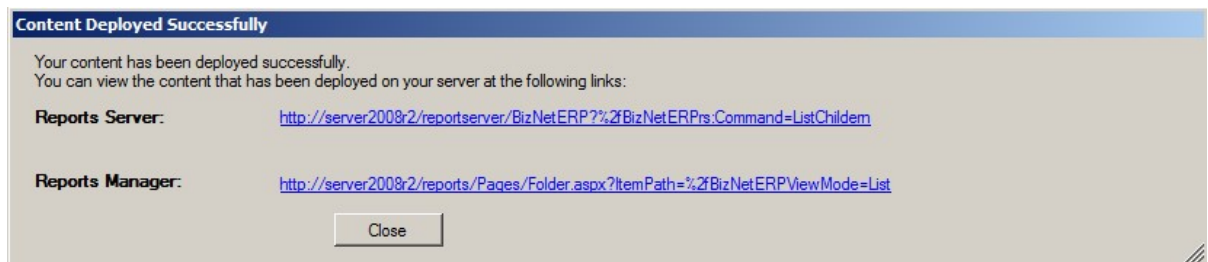 Content Deployed Successfully
Your content has been deployed successfully.
You can view the content that has been deployed on your server at the following links:
Reports Server: http://server2008r2/reportserver/BizNetERP?%2fBizNetERPrs:Command=ListChildern
Reports Manager: http://server2008r2/reports/Pages/Folder.aspx?ItemPath=%2fBizNetERPViewMode=List
Close